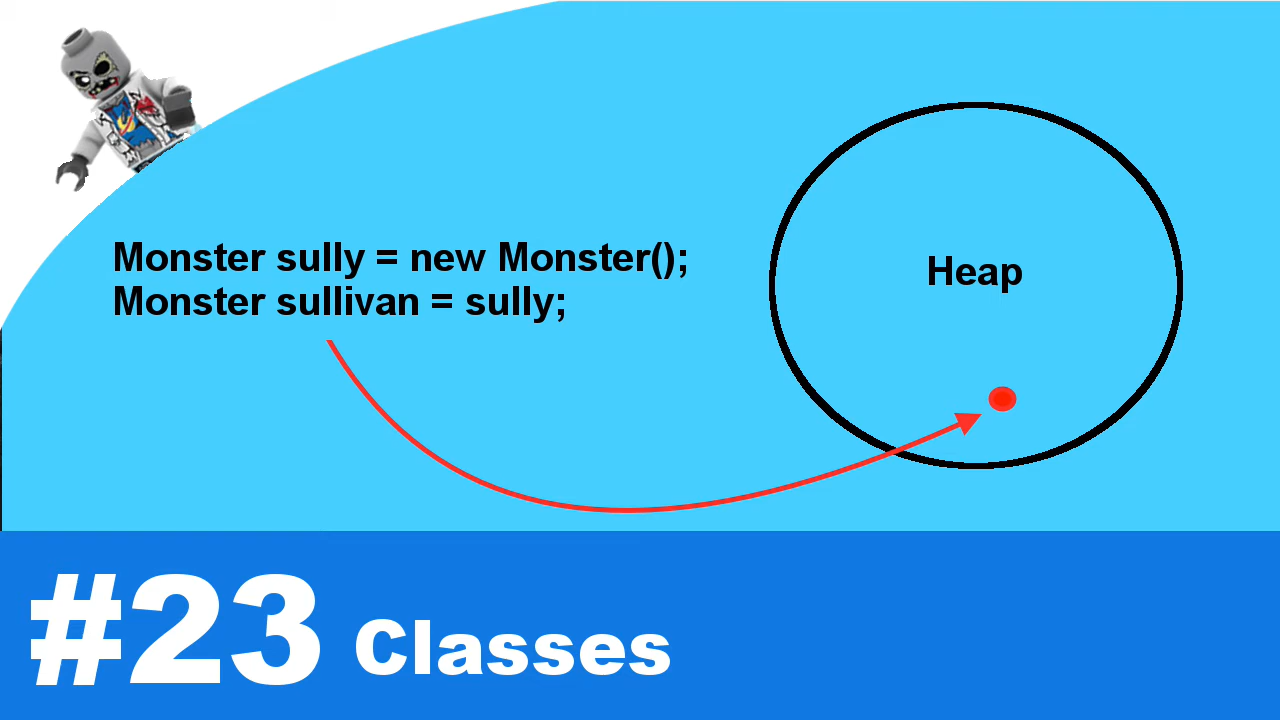 Monster sully = new Monster();
Monster sullivan = sully;
Heap
#23 Classes